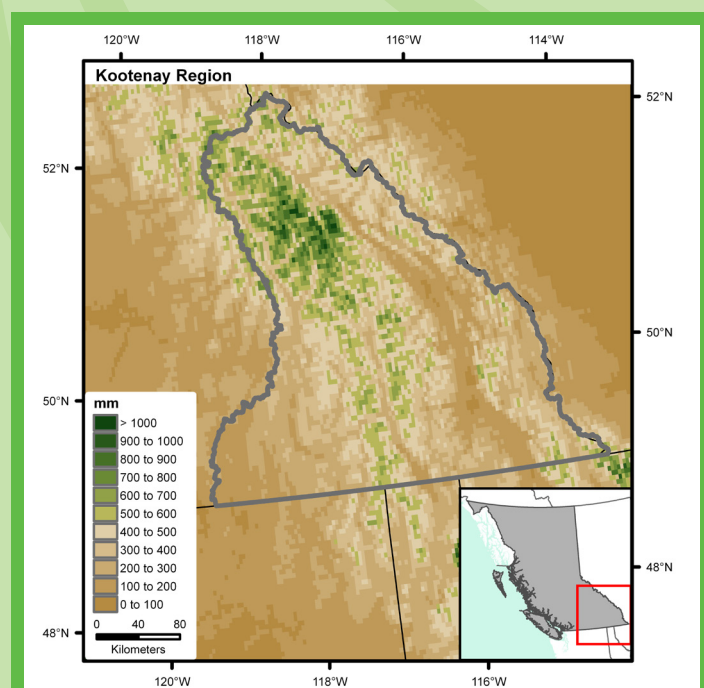 120°W 118°W 116°W 114°W
Kootenay Region
52°N
52°N
50°N
50°N
mm
> 1000
900 to 1000
800 to 900
700 to 800
600 to 700
500 to 600
400 to 500
300 to 400
200 to 300
100 to 200
0 to 100
48°N
0 40 80
48°N
Kilometers
120°W 118°W 116°W